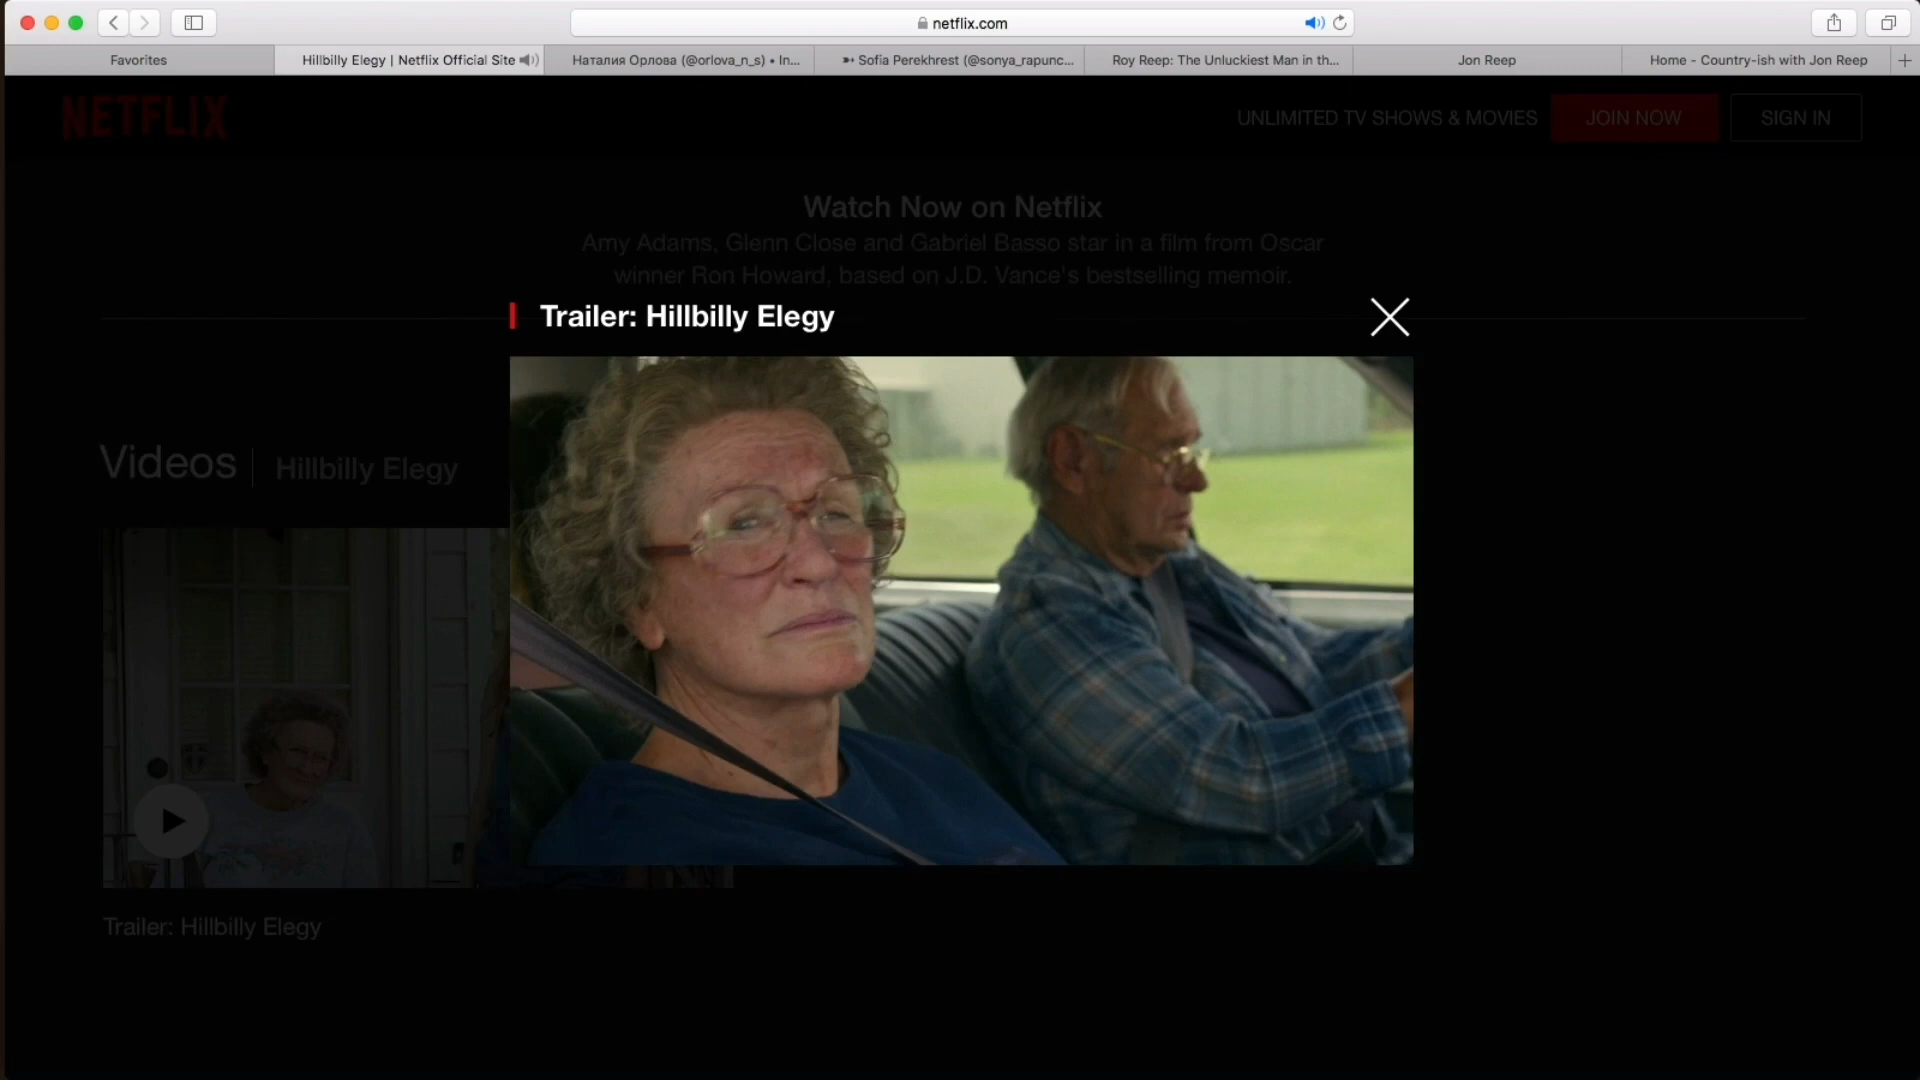 netflix.com
Favorites
Hillbilly Elegy | Netflix Official Site
Наталия Орлова (@orlova_n_s) • In...
➳ Sofia Perekhrest (@sonya_rapunc...
Roy Reep: The Unluckiest Man in th...
Jon Reep
Home - Country-ish with Jon Reep
NETFLIX
UNLIMITED TV SHOWS & MOVIES
JOIN NOW
SIGN IN
Watch Now on Netflix
Amy Adams, Glenn Close and Gabriel Basso star in a film from Oscar
winner Ron Howard, based on J.D. Vance's bestselling memoir.
Trailer: Hillbilly Elegy
Videos | Hillbilly Elegy
Trailer: Hillbilly Elegy